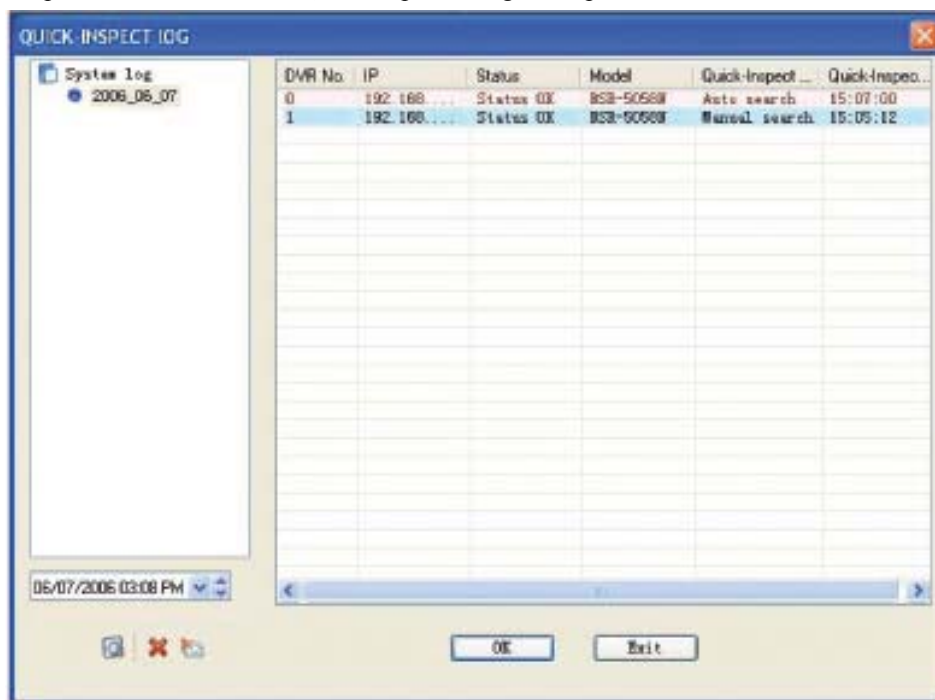 QUICK-INSPECT LOG
System log
2006_06_07
DVR No. IP Status Model Quick-Inspect ... Quick-Inspec...
0 192.168.... Status OK Auto search 15:07:00
1 192.168.... Status OK Manual search 15:05:12
06/07/2006 03:08 PM
OK Exit